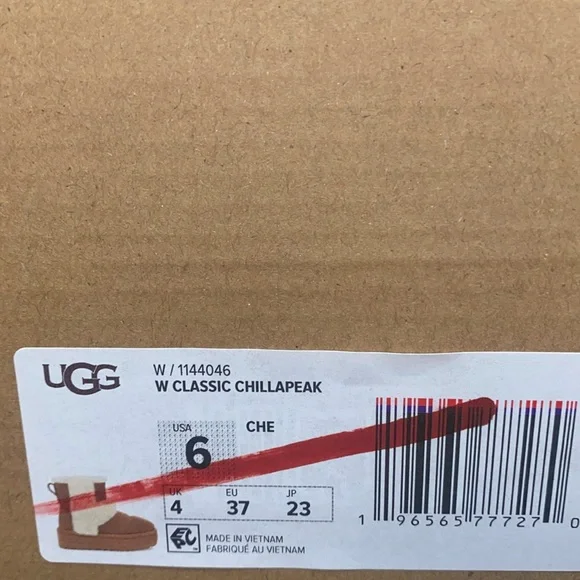 UGG
W / 1144046
W CLASSIC CHILLAPEAK
USA
6
CHE
UK EU JP
4 37 23
MADE IN VIETNAM
FABRIQUÉ AU VIETNAM
1 96565 77727 0